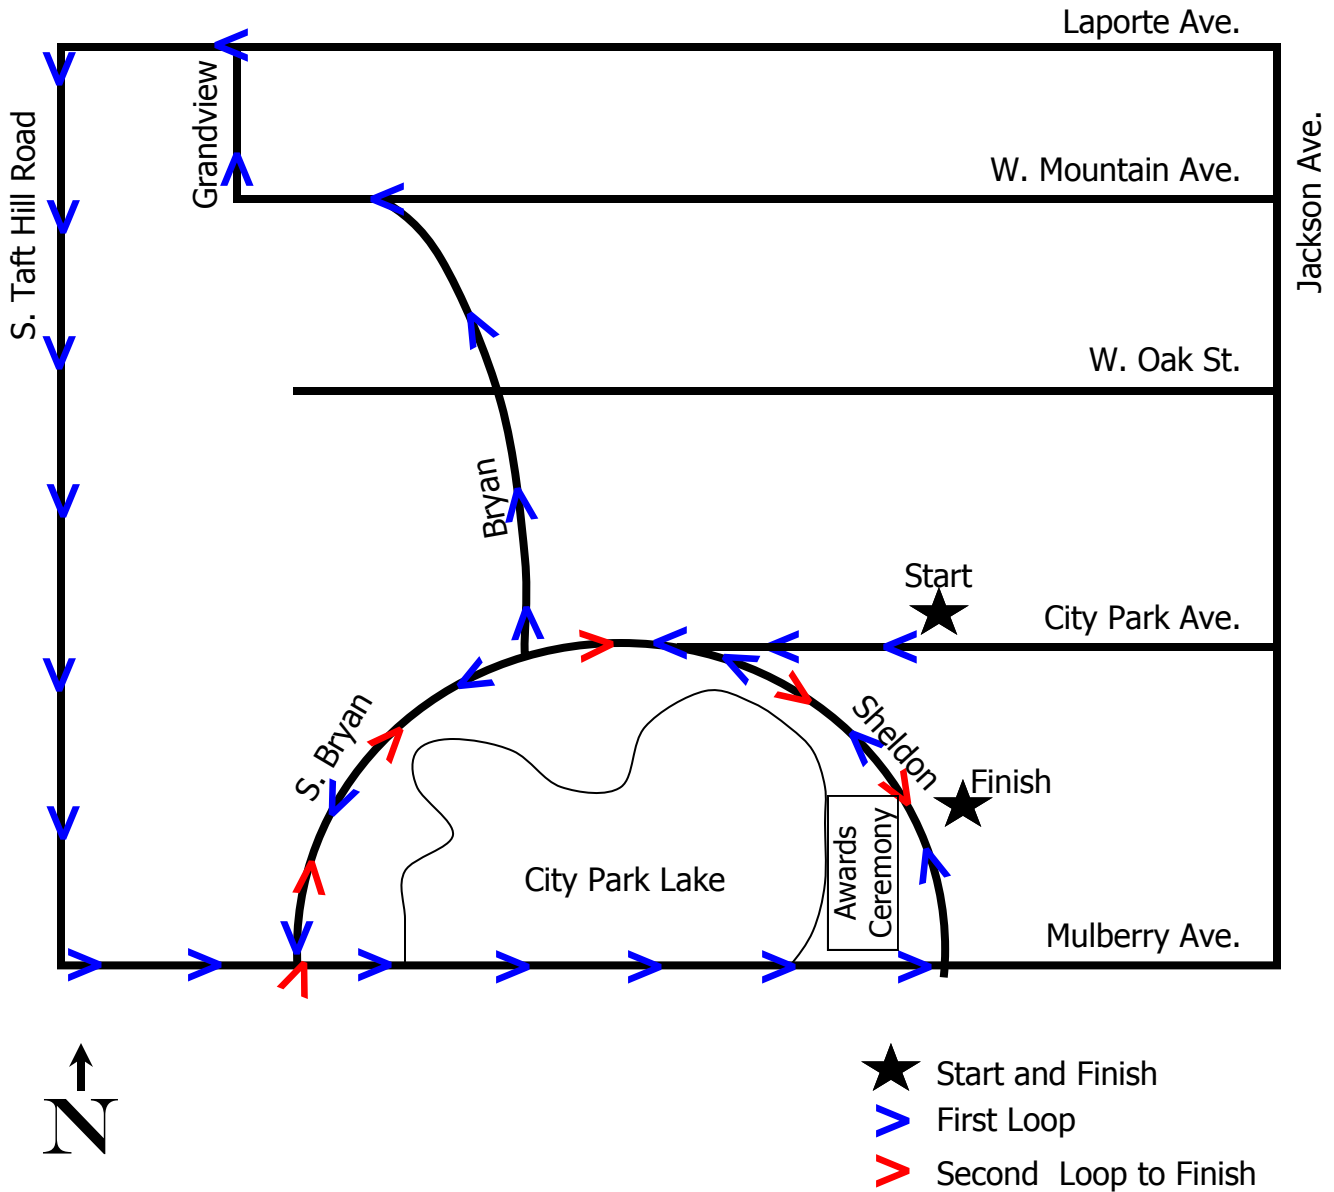 Laporte Ave.
Grandview
S. Taft Hill Road
W. Mountain Ave.
Jackson Ave.
W. Oak St.
Bryan
Start
City Park Ave.
S. Bryan
Sheldon
Finish
City Park Lake
Awards
Ceremony
Mulberry Ave.
N
Start and Finish
First Loop
Second Loop to Finish